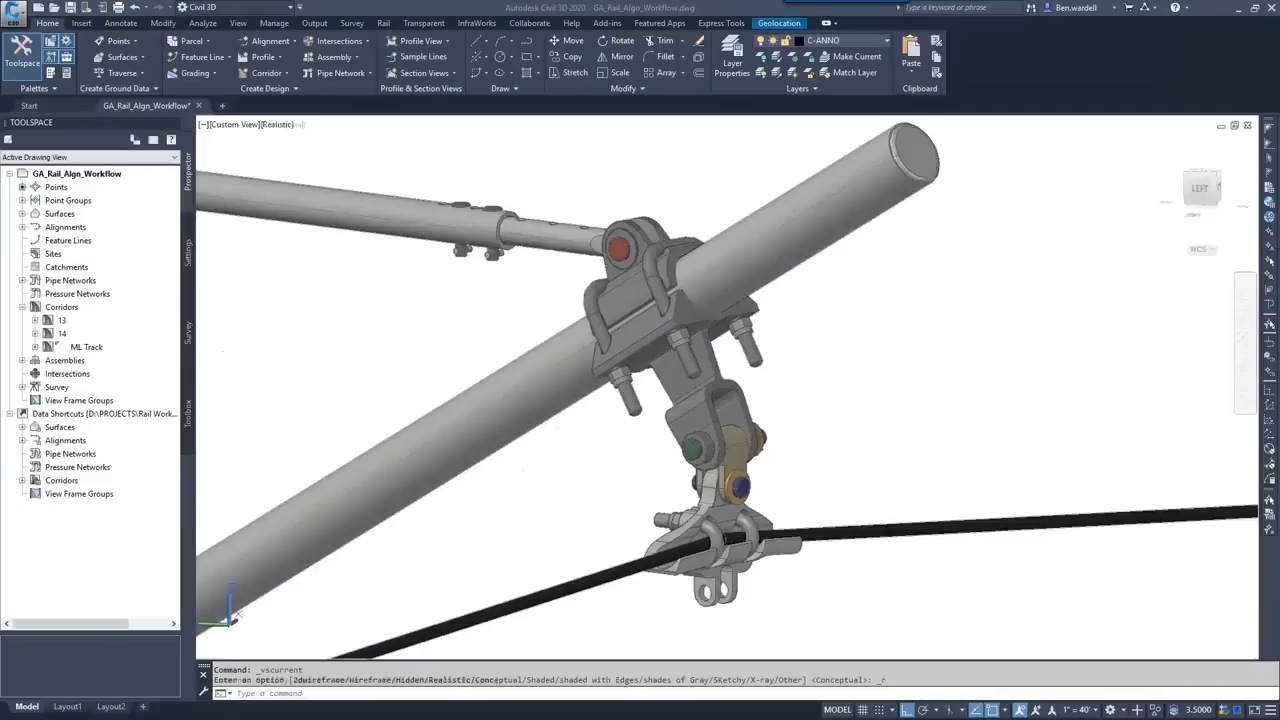 Civil 3D
Autodesk Civil 3D 2020 GA_Rail_Algn_Workflow.dwg
Type a keyword or phrase
Ben.wardell
C3D
Home Insert Annotate Modify Analyze View Manage Output Survey Rail Transparent InfraWorks Collaborate Help Add-ins Featured Apps Express Tools Geolocation
Toolspace
Points
Surfaces
Traverse
Parcel
Feature Line
Grading
Alignment
Profile
Corridor
Intersections
Assembly
Pipe Network
Profile View
Sample Lines
Section Views
Move Rotate Trim
Copy Mirror Fillet
Stretch Scale Array
Layer
Properties
C-ANNO
Make Current
Match Layer
Paste
Palettes Create Ground Data Create Design Profile & Section Views Draw Modify Layers Clipboard
Start GA_Rail_Algn_Workflow*
TOOLSPACE
Active Drawing View
GA_Rail_Algn_Workflow
Points
Point Groups
Surfaces
Alignments
Feature Lines
Sites
Catchments
Pipe Networks
Pressure Networks
Corridors
13
14
ML Track
Assemblies
Intersections
Survey
View Frame Groups
Data Shortcuts [D:\PROJECTS\Rail Work...
Surfaces
Alignments
Pipe Networks
Pressure Networks
Corridors
View Frame Groups
Prospector
Settings
Survey
Toolbox
[−][Custom View][Realistic]
LEFT
WCS
Command: _vscurrent
Enter an option [2dwireframe/Wireframe/Hidden/Realistic/Conceptual/Shaded/shaded with Edges/shades of Gray/SKetchy/X-ray/Other] <Conceptual>: _r
Type a command
Model Layout1 Layout2
MODEL
1" = 40'
3.5000